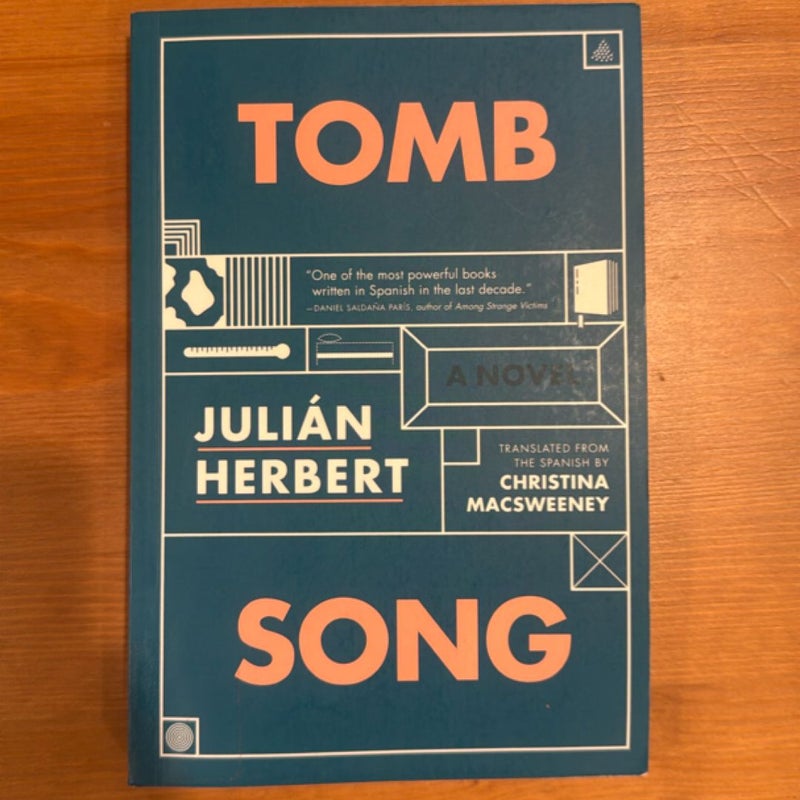 TOMB
“One of the most powerful books
written in Spanish in the last decade.”
—DANIEL SALDAÑA PARÍS, author of Among Strange Victims
A NOVEL
JULIÁN
HERBERT
TRANSLATED FROM
THE SPANISH BY
CHRISTINA
MACSWEENEY
SONG